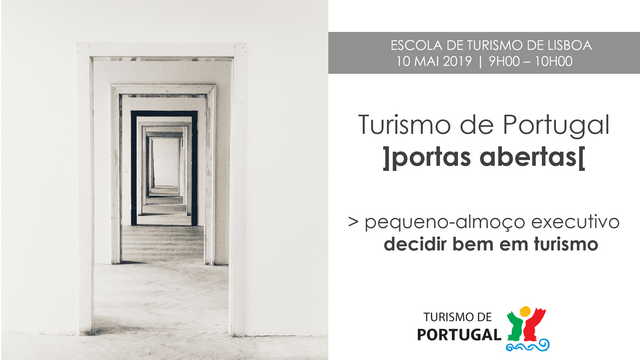 ESCOLA DE TURISMO DE LISBOA
10 MAI 2019 | 9H00 – 10H00
Turismo de Portugal
]portas abertas[
> pequeno-almoço executivo
decidir bem em turismo
TURISMO DE
PORTUGAL